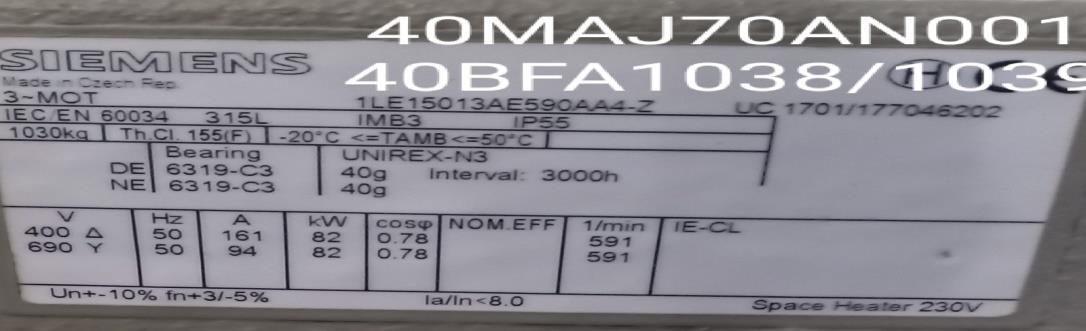 40MAJ70AN001
SIEMENS
40BFA1038/1039
Made in Czech Rep.
3~MOT 1LE15013AE590AA4-Z UC 1701/177046202
IEC/EN 60034 315L IMB3 IP55
1030kg Th.Cl. 155(F) -20°C <=TAMB<=50°C
Bearing UNIREX-N3
DE 6319-C3 40g Interval: 3000h
NE 6319-C3 40g
V Hz A kW cosφ NOM.EFF 1/min IE-CL
400 Δ 50 161 82 0.78 591
690 Y 50 94 82 0.78 591
Un+-10% fn+3/-5% Ia/In<8.0 Space Heater 230V